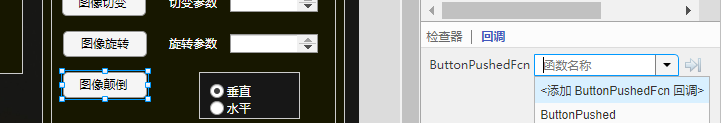 图像切变 切变参数
图像旋转 旋转参数
图像颠倒
垂直
水平
检查器 | 回调
ButtonPushedFcn 函数名称
<添加 ButtonPushedFcn 回调>
ButtonPushed